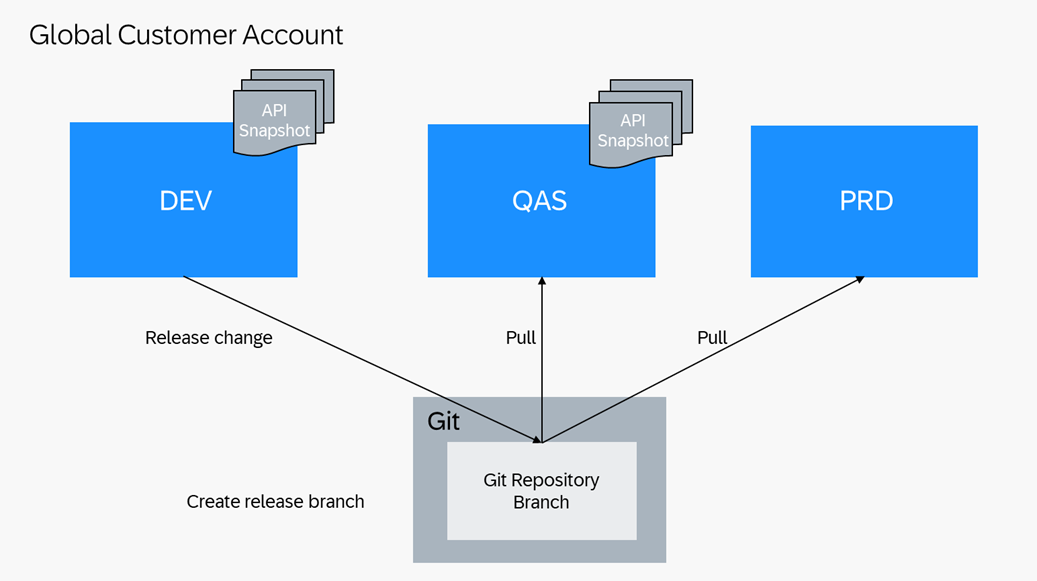 Global Customer Account
API
Snapshot
API
Snapshot
DEV
QAS
PRD
Release change
Pull
Pull
Git
Git Repository
Branch
Create release branch